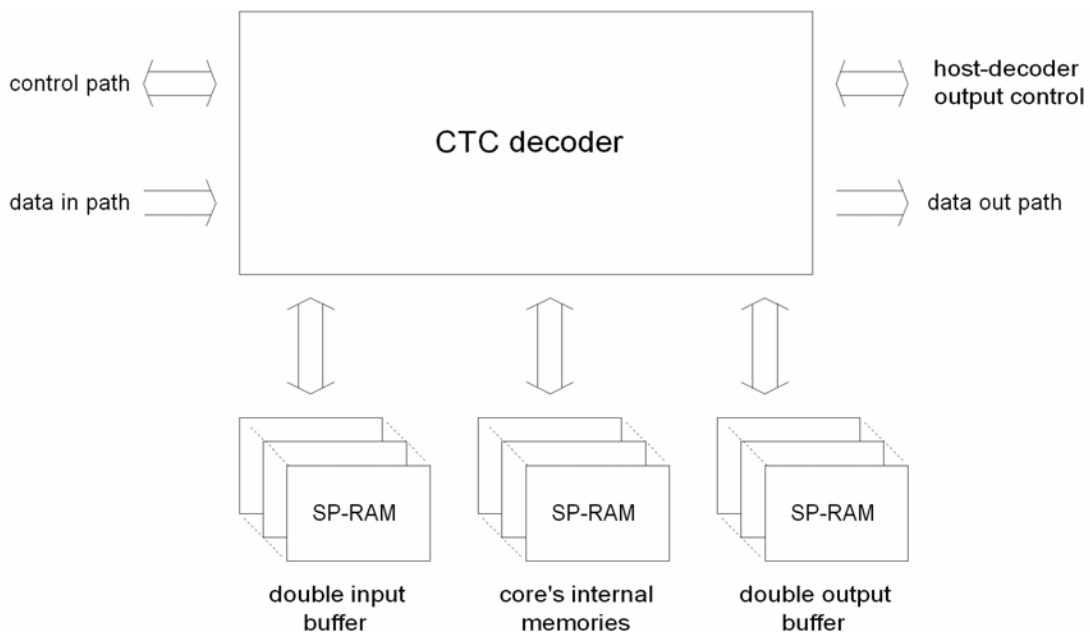 control path
host-decoder
output control
CTC decoder
data in path
data out path
SP-RAM
SP-RAM
SP-RAM
double input
buffer
core's internal
memories
double output
buffer